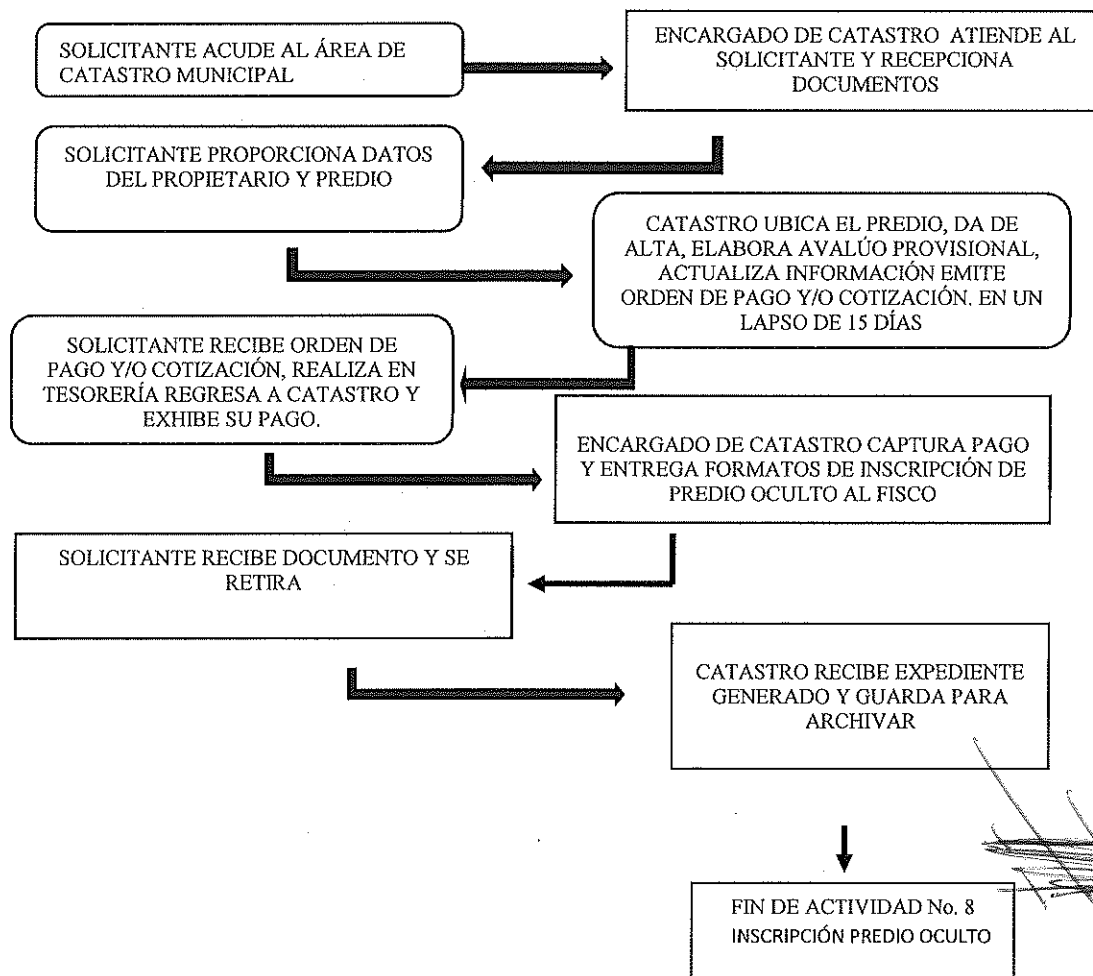 SOLICITANTE ACUDE AL ÁREA DE
CATASTRO MUNICIPAL
ENCARGADO DE CATASTRO ATIENDE AL
SOLICITANTE Y RECEPCIONA
DOCUMENTOS
SOLICITANTE PROPORCIONA DATOS
DEL PROPIETARIO Y PREDIO
CATASTRO UBICA EL PREDIO, DA DE
ALTA, ELABORA AVALÚO PROVISIONAL,
ACTUALIZA INFORMACIÓN EMITE
ORDEN DE PAGO Y/O COTIZACIÓN. EN UN
LAPSO DE 15 DÍAS
SOLICITANTE RECIBE ORDEN DE
PAGO Y/O COTIZACIÓN, REALIZA EN
TESORERÍA REGRESA A CATASTRO Y
EXHIBE SU PAGO.
ENCARGADO DE CATASTRO CAPTURA PAGO
Y ENTREGA FORMATOS DE INSCRIPCIÓN DE
PREDIO OCULTO AL FISCO
SOLICITANTE RECIBE DOCUMENTO Y SE
RETIRA
CATASTRO RECIBE EXPEDIENTE
GENERADO Y GUARDA PARA
ARCHIVAR
FIN DE ACTIVIDAD No. 8
INSCRIPCIÓN PREDIO OCULTO